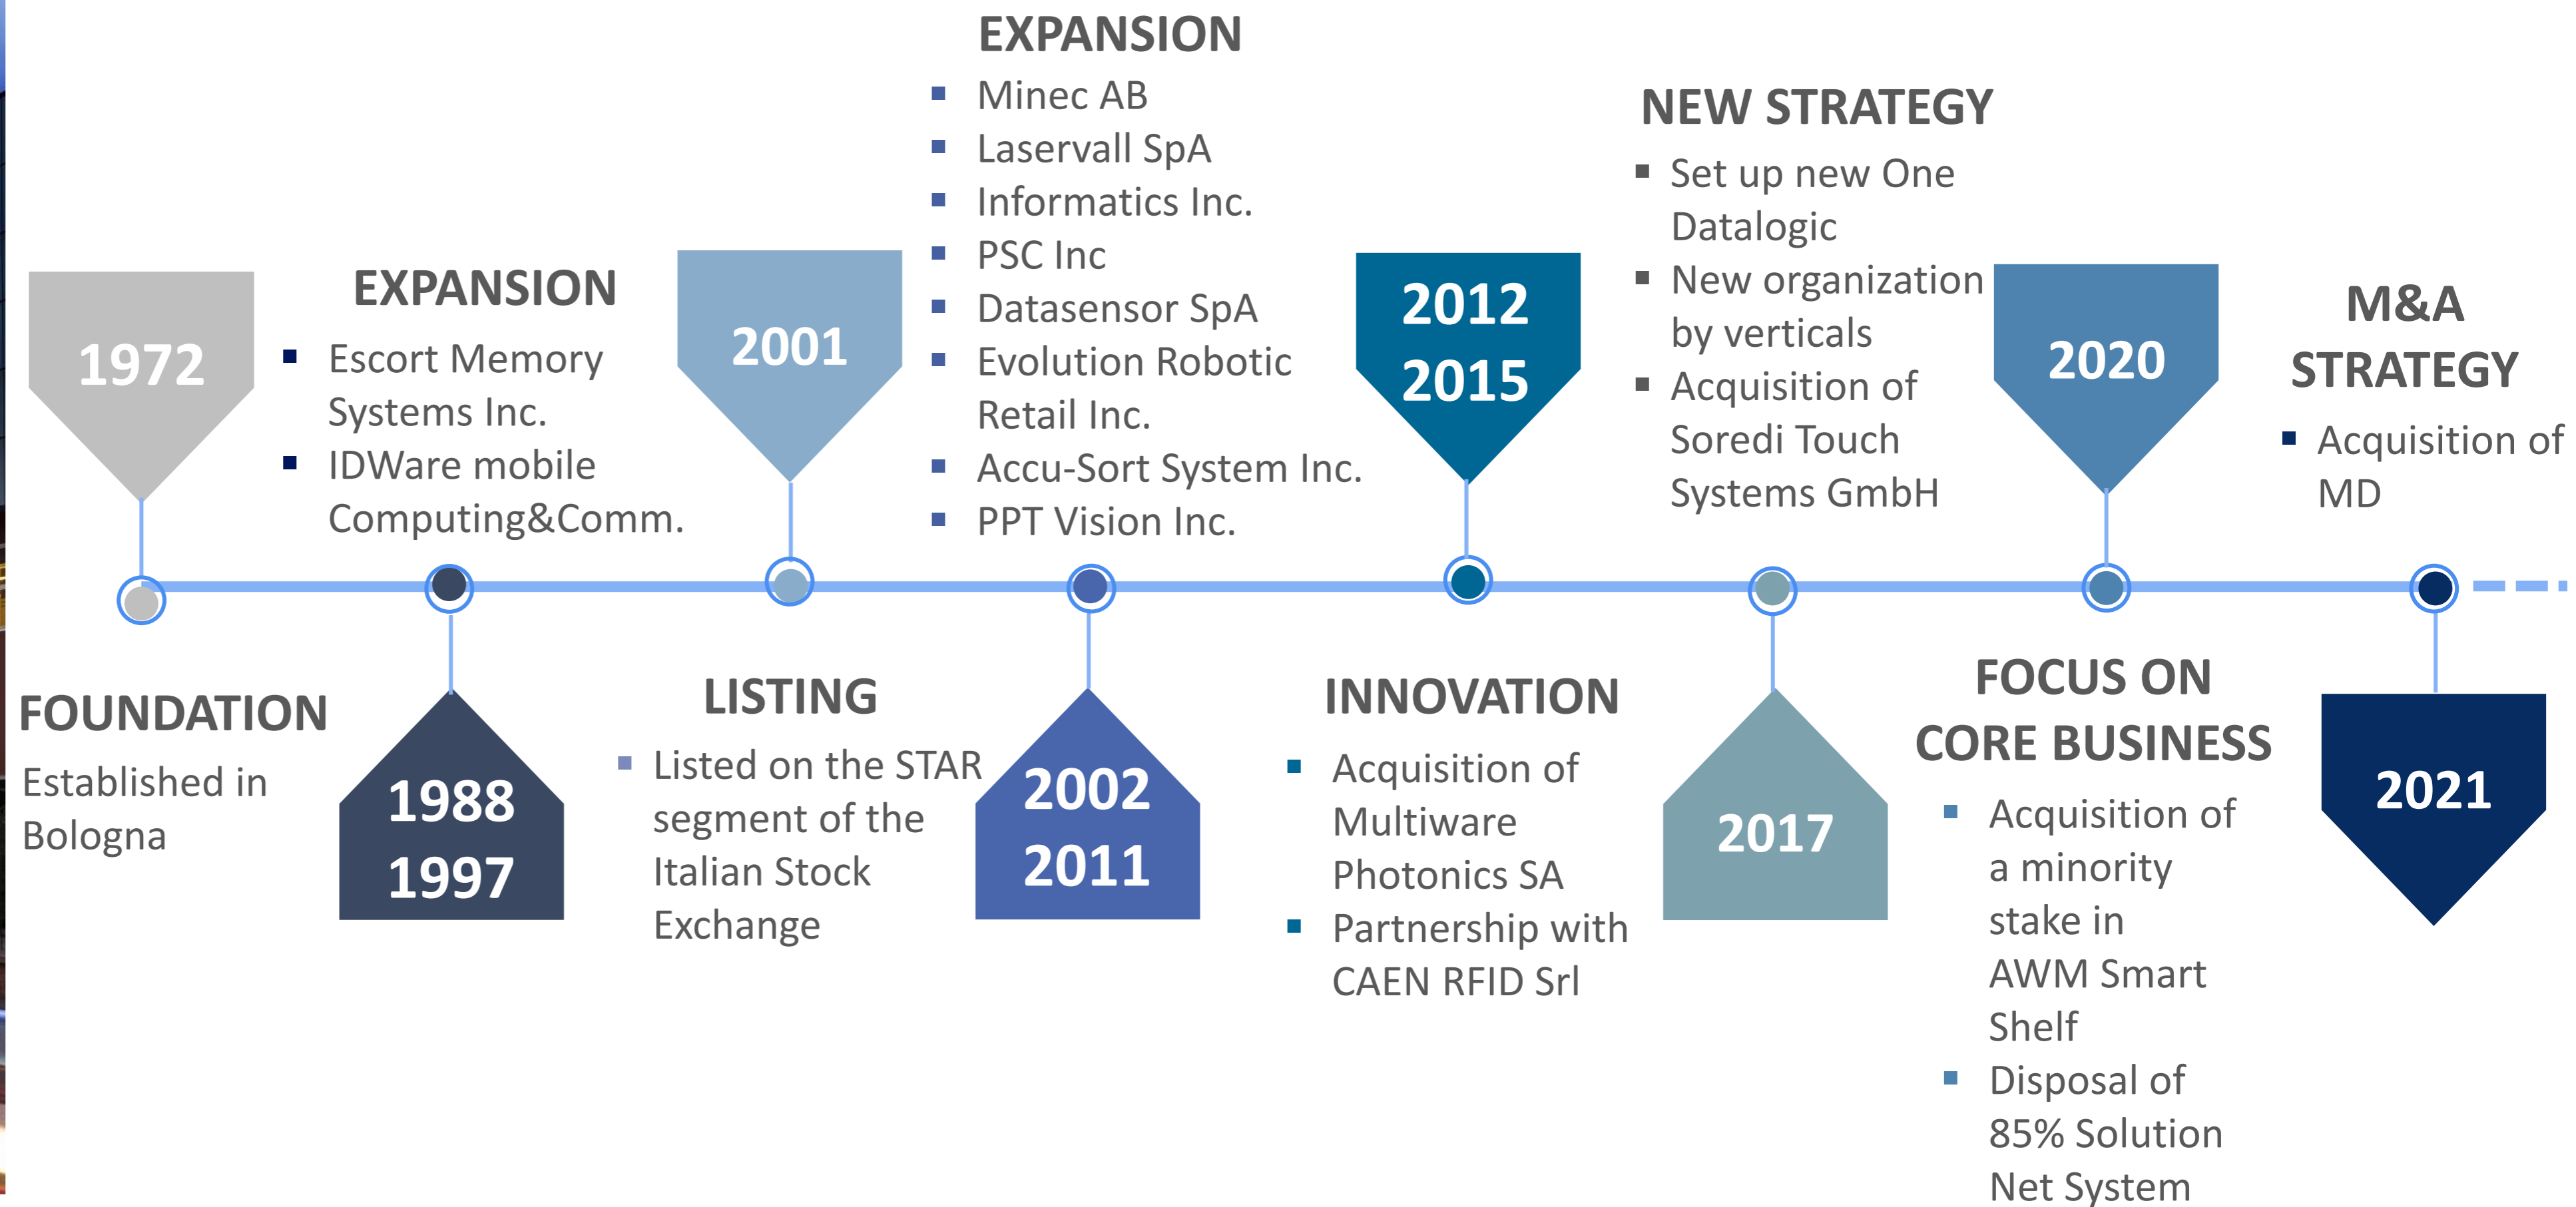 1972
FOUNDATION
Established in
Bologna
EXPANSION
Escort Memory
Systems Inc.
IDWare mobile
Computing&Comm.
1988
1997
2001
LISTING
Listed on the STAR
segment of the
Italian Stock
Exchange
EXPANSION
Minec AB
Laservall SpA
Informatics Inc.
PSC Inc
Datasensor SpA
Evolution Robotic
Retail Inc.
Accu-Sort System Inc.
PPT Vision Inc.
2002
2011
2012
2015
INNOVATION
Acquisition of
Multiware
Photonics SA
Partnership with
CAEN RFID Srl
NEW STRATEGY
Set up new One
Datalogic
New organization
by verticals
Acquisition of
Soredi Touch
Systems GmbH
2017
2020
FOCUS ON
CORE BUSINESS
Acquisition of
a minority
stake in
AWM Smart
Shelf
Disposal of
85% Solution
Net System
M&A
STRATEGY
Acquisition of
MD
2021